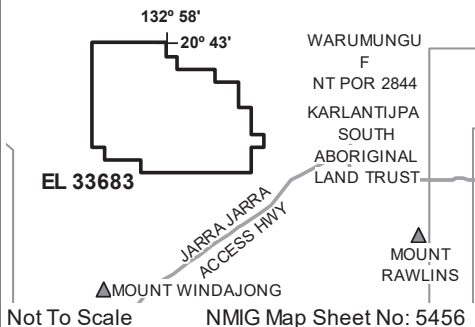 132º 58'
20º 43'
WARUMUNGU
F
NT POR 2844
KARLANTIJPA
SOUTH
ABORIGINAL
LAND TRUST
EL 33683
JARRA JARRA
ACCESS HWY
MOUNT
RAWLINS
MOUNT WINDAJONG
Not To Scale
NMIG Map Sheet No: 5456